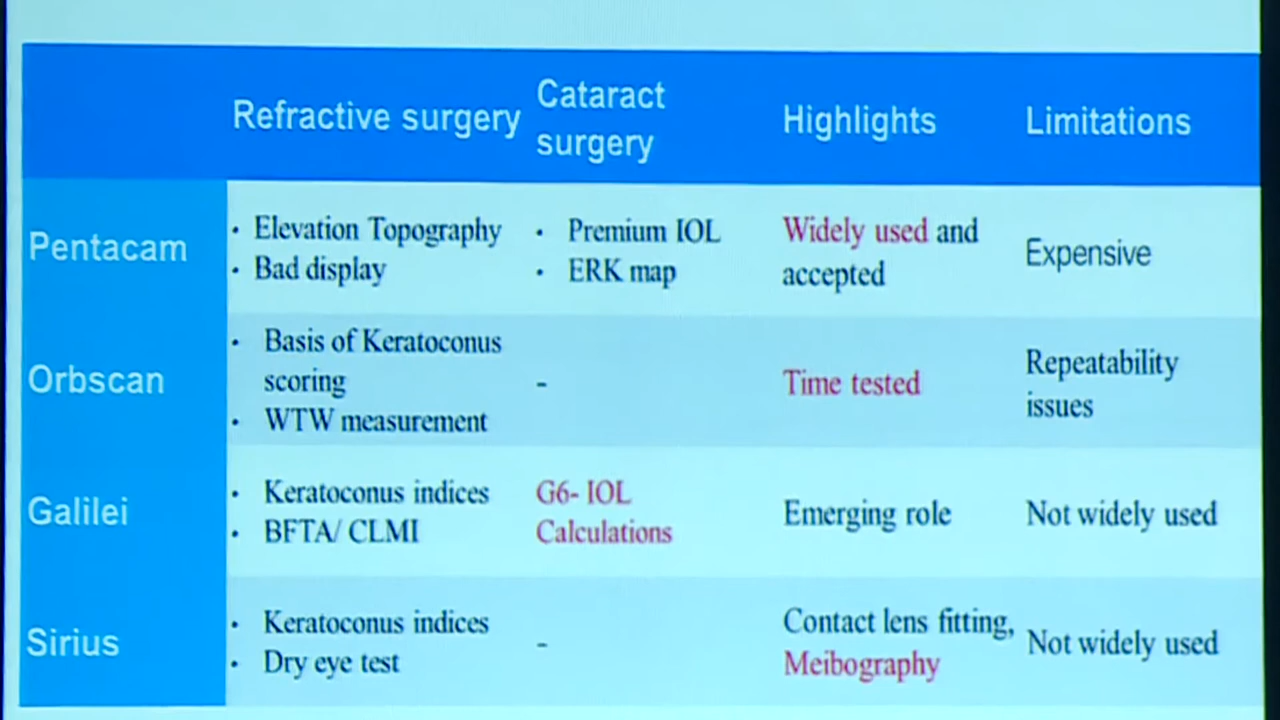 Refractive surgery
Cataract
surgery
Highlights
Limitations
Pentacam
• Elevation Topography
• Bad display
• Premium IOL
• ERK map
Widely used and
accepted
Expensive
Orbscan
• Basis of Keratoconus
scoring
• WTW measurement
-
Time tested
Repeatability
issues
Galilei
• Keratoconus indices
• BFTA/ CLMI
G6- IOL
Calculations
Emerging role
Not widely used
Sirius
• Keratoconus indices
• Dry eye test
-
Contact lens fitting,
Meibography
Not widely used